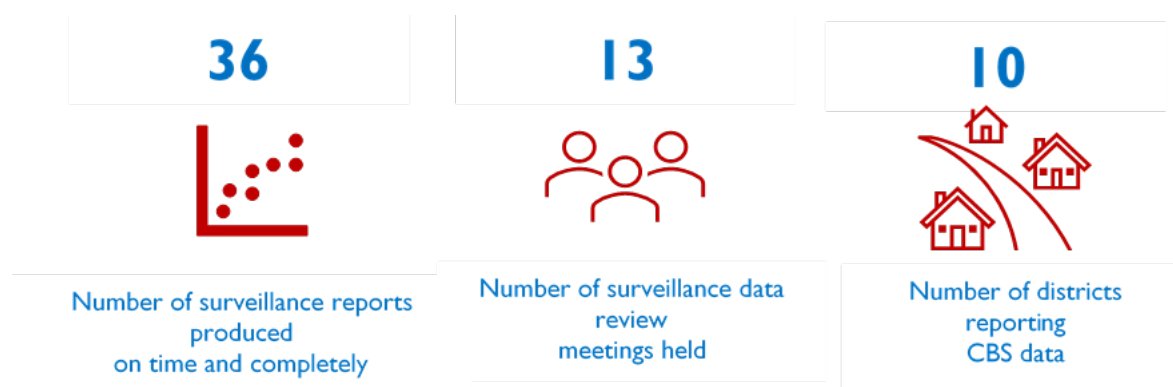 36
Number of surveillance reports
produced
on time and completely
13
Number of surveillance data
review
meetings held
10
Number of districts
reporting
CBS data